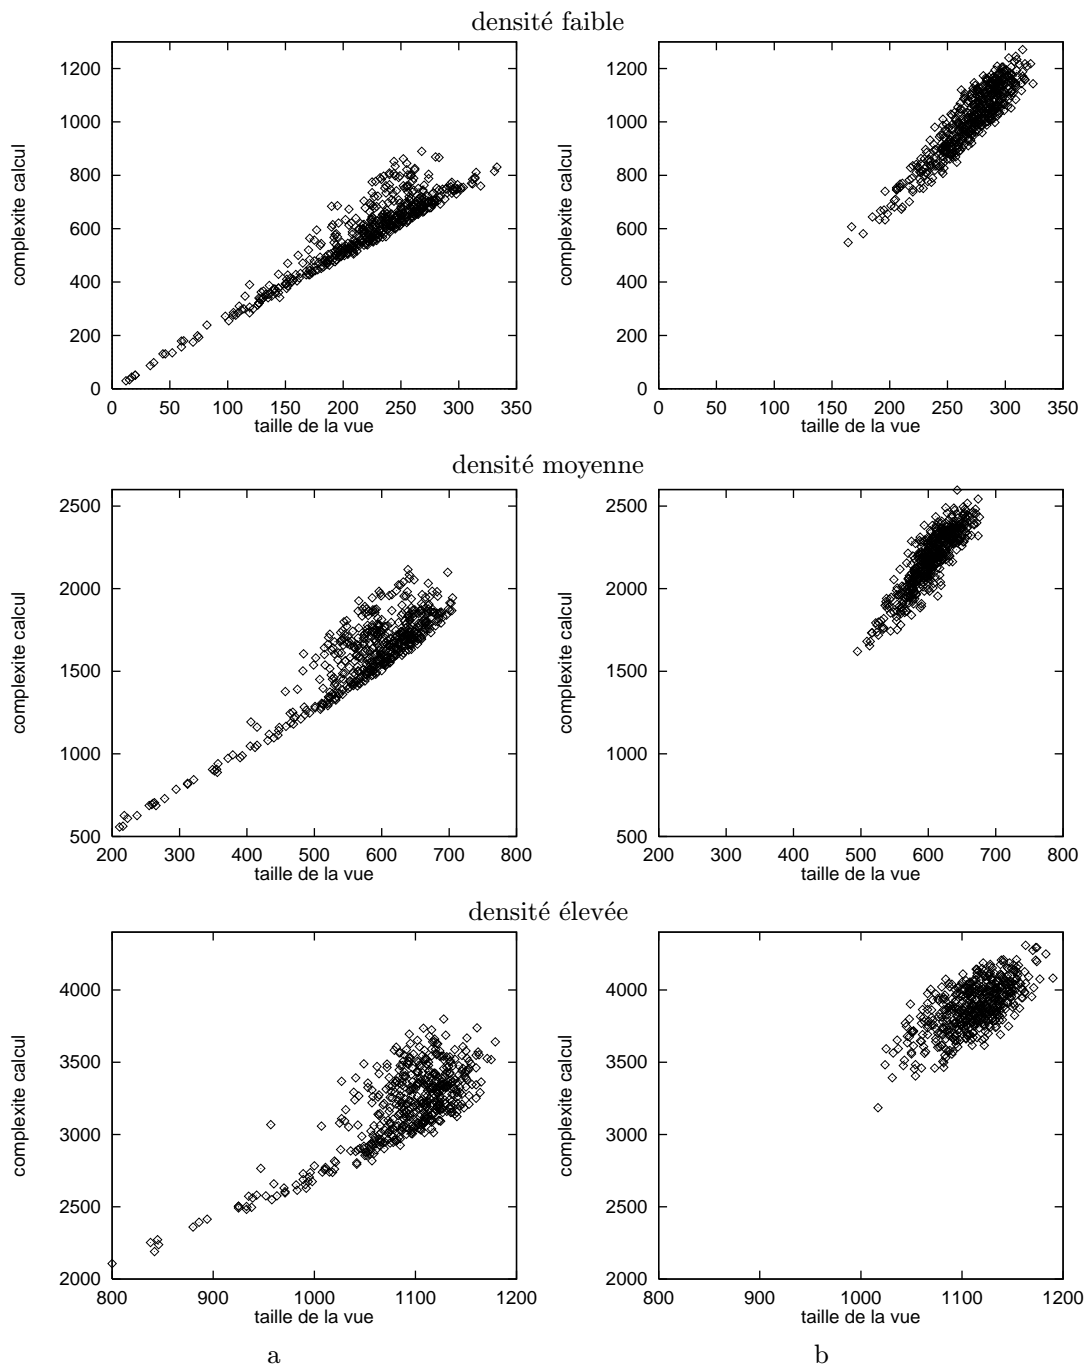 densité faible
1200
1000
800
600
400
200
0
complexite calcul
0 50 100 150 200 250 300 350
taille de la vue
1200
1000
800
600
400
200
0
complexite calcul
0 50 100 150 200 250 300 350
taille de la vue
densité moyenne
2500
2000
1500
1000
500
complexite calcul
200 300 400 500 600 700 800
taille de la vue
2500
2000
1500
1000
500
complexite calcul
200 300 400 500 600 700 800
taille de la vue
densité élevée
4000
3500
3000
2500
2000
complexite calcul
800 900 1000 1100 1200
taille de la vue
4000
3500
3000
2500
2000
complexite calcul
800 900 1000 1100 1200
taille de la vue
a
b